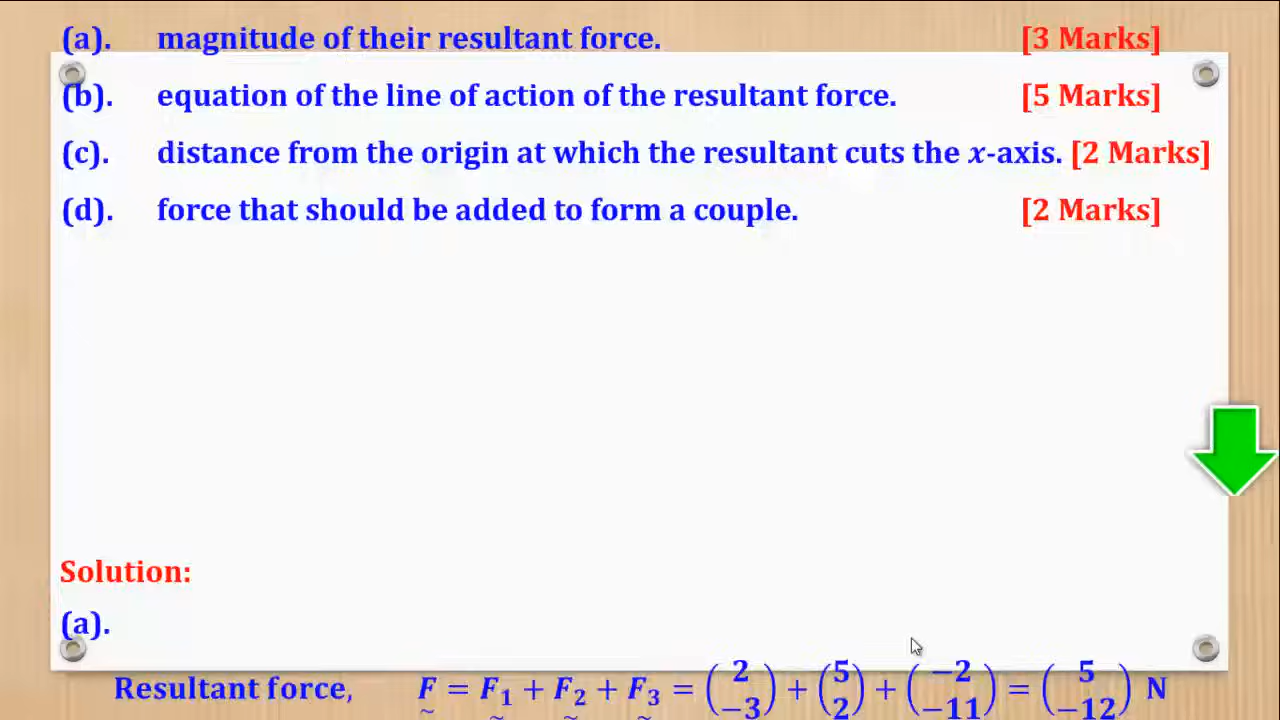 (a). magnitude of their resultant force. [3 Marks]
(b). equation of the line of action of the resultant force. [5 Marks]
(c). distance from the origin at which the resultant cuts the x-axis. [2 Marks]
(d). force that should be added to form a couple. [2 Marks]
Solution:
(a).
Resultant force, F = F₁ + F₂ + F₃ = (2 −3) + (5 2) + (−2 −11) = (5 −12) N